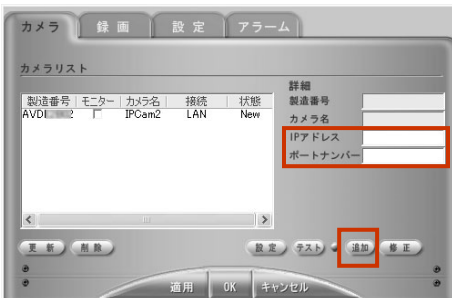 カメラ 録画 設定 アラーム
カメラリスト
製造番号 モニター カメラ名 接続 状態
AVDI 2 IPCam2 LAN New
詳細
製造番号
カメラ名
IPアドレス
ポートナンバー
更新 削除 設定 テスト 追加 修正
適用 OK キャンセル